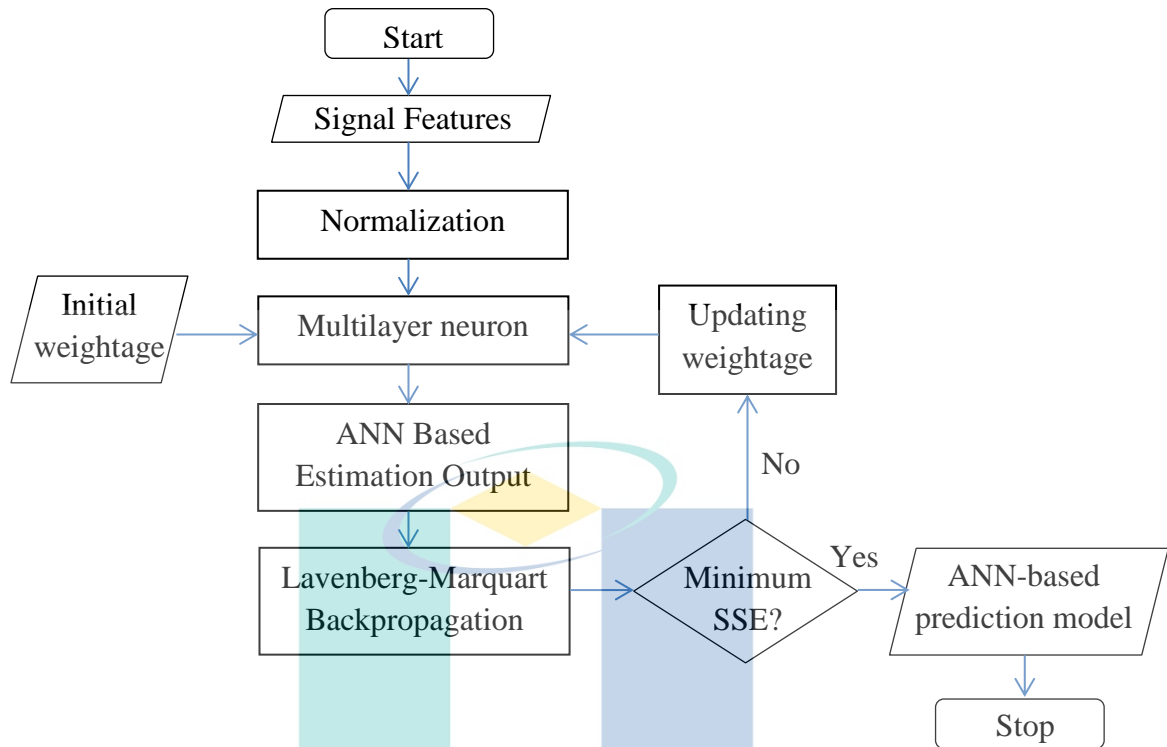 Start
Signal Features
Normalization
Initial
weightage
Multilayer neuron
Updating
weightage
ANN Based
Estimation Output
No
Lavenberg-Marquart
Backpropagation
Minimum
SSE?
Yes
ANN-based
prediction model
Stop